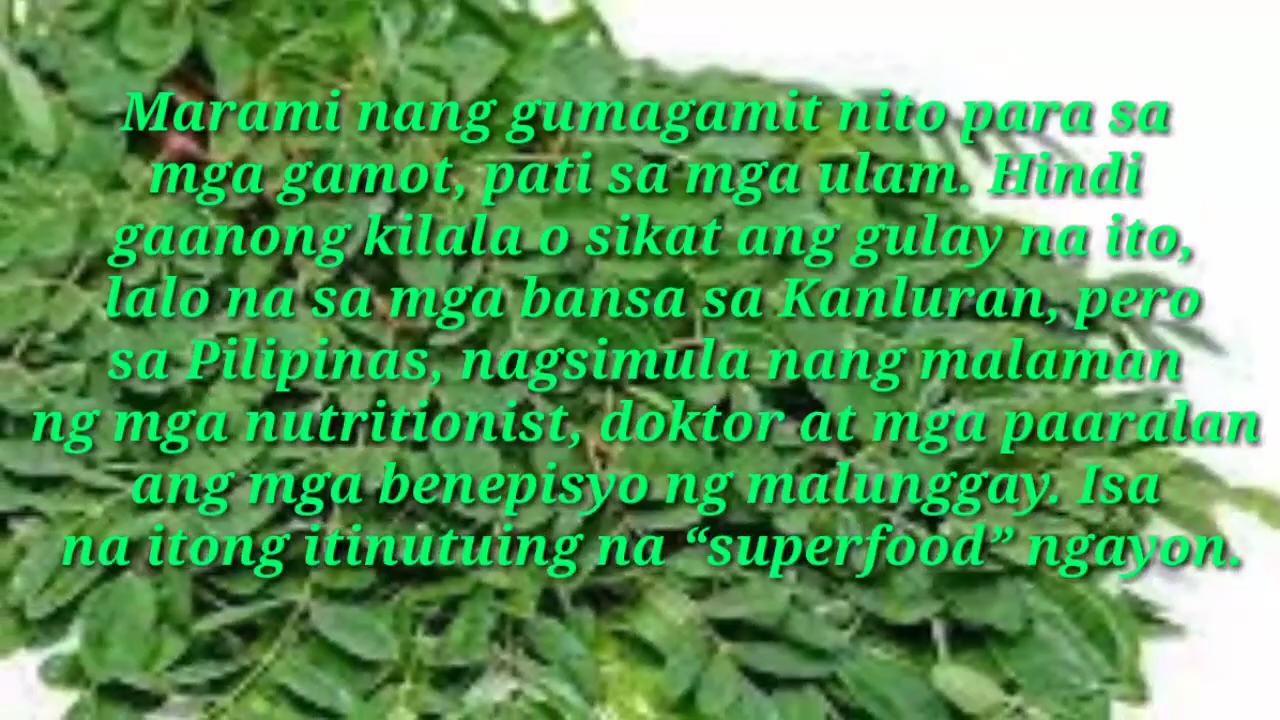 Marami nang gumagamit nito para sa
mga gamot, pati sa mga ulam. Hindi
gaanong kilala o sikat ang gulay na ito,
lalo na sa mga bansa sa Kanluran, pero
sa Pilipinas, nagsimula nang malaman
ng mga nutritionist, doktor at mga paaralan
ang mga benepisyo ng malunggay. Isa
na itong itinutuing na “superfood” ngayon.